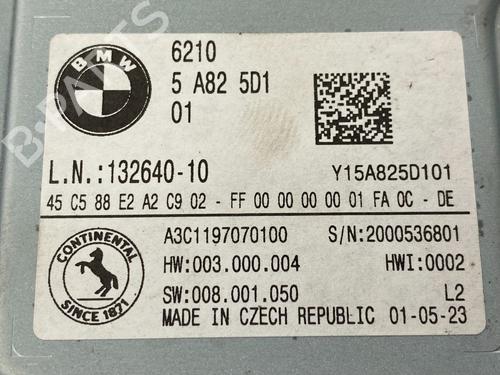 BMW
6210
5 A82 5D1
01
L.N.:132640-10
Y15A825D101
45 C5 88 E2 A2 C9 02 - FF 00 00 00 00 01 FA 0C - DE
CONTINENTAL
SINCE 1871
A3C1197070100
S/N:2000536801
HW:003.000.004
HWI:0002
SW:008.001.050
L2
MADE IN CZECH REPUBLIC
01-05-23
B-PARTS